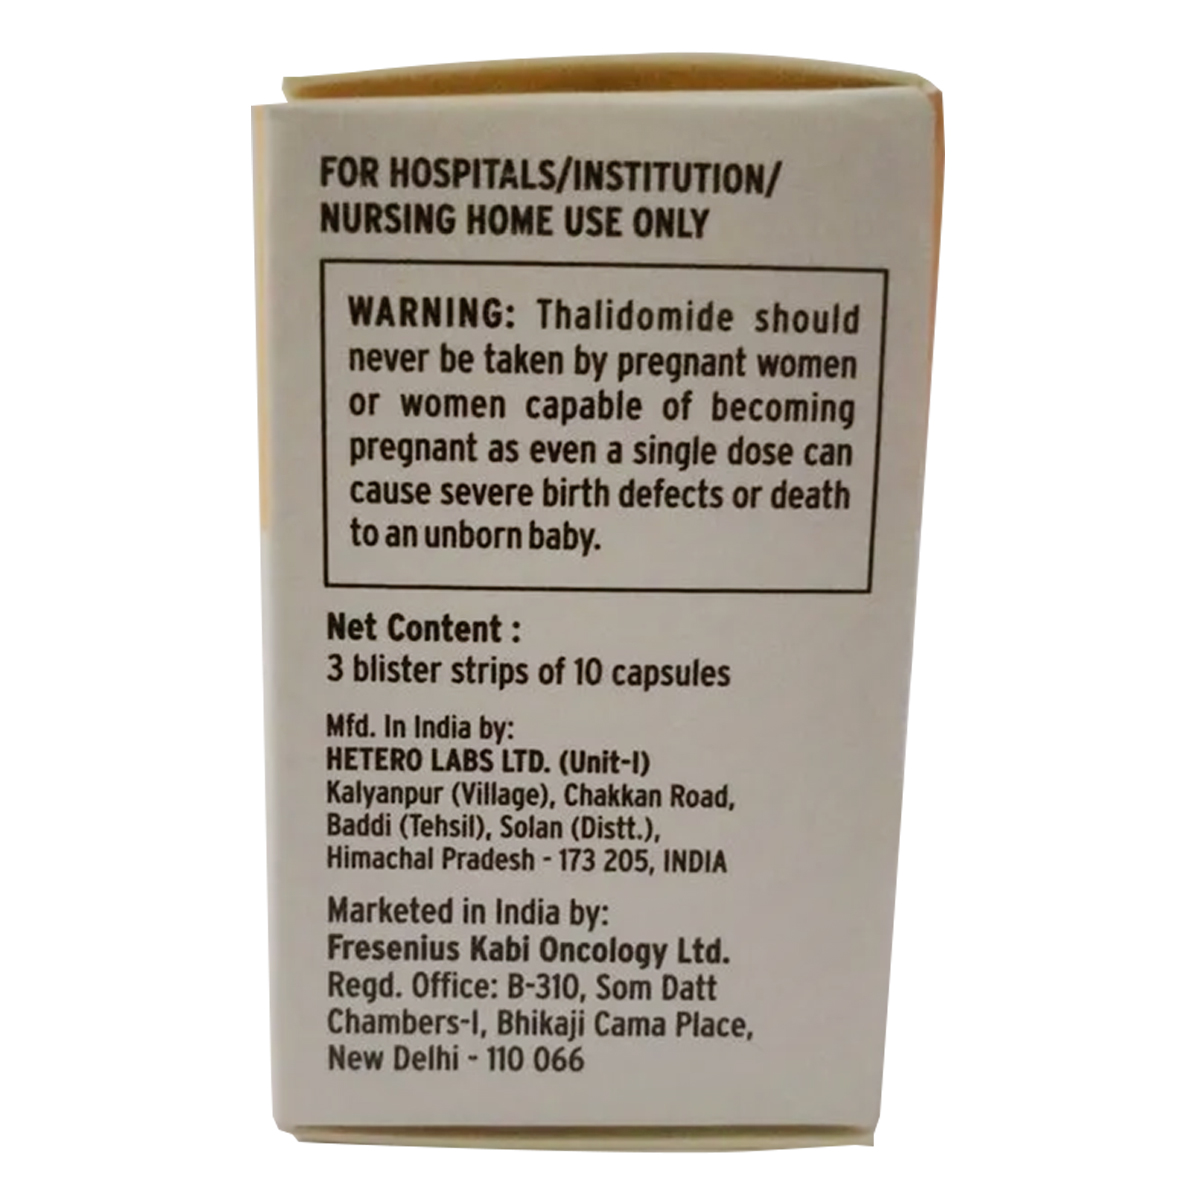 FOR HOSPITALS/INSTITUTION/
NURSING HOME USE ONLY
WARNING: Thalidomide should
never be taken by pregnant women
or women capable of becoming
pregnant as even a single dose can
cause severe birth defects or death
to an unborn baby.
Net Content :
3 blister strips of 10 capsules
Mfd. In India by:
HETERO LABS LTD. (Unit-I)
Kalyanpur (Village), Chakkan Road,
Baddi (Tehsil), Solan (Distt.),
Himachal Pradesh - 173 205, INDIA
Marketed in India by:
Fresenius Kabi Oncology Ltd.
Regd. Office: B-310, Som Datt
Chambers-I, Bhikaji Cama Place,
New Delhi - 110 066